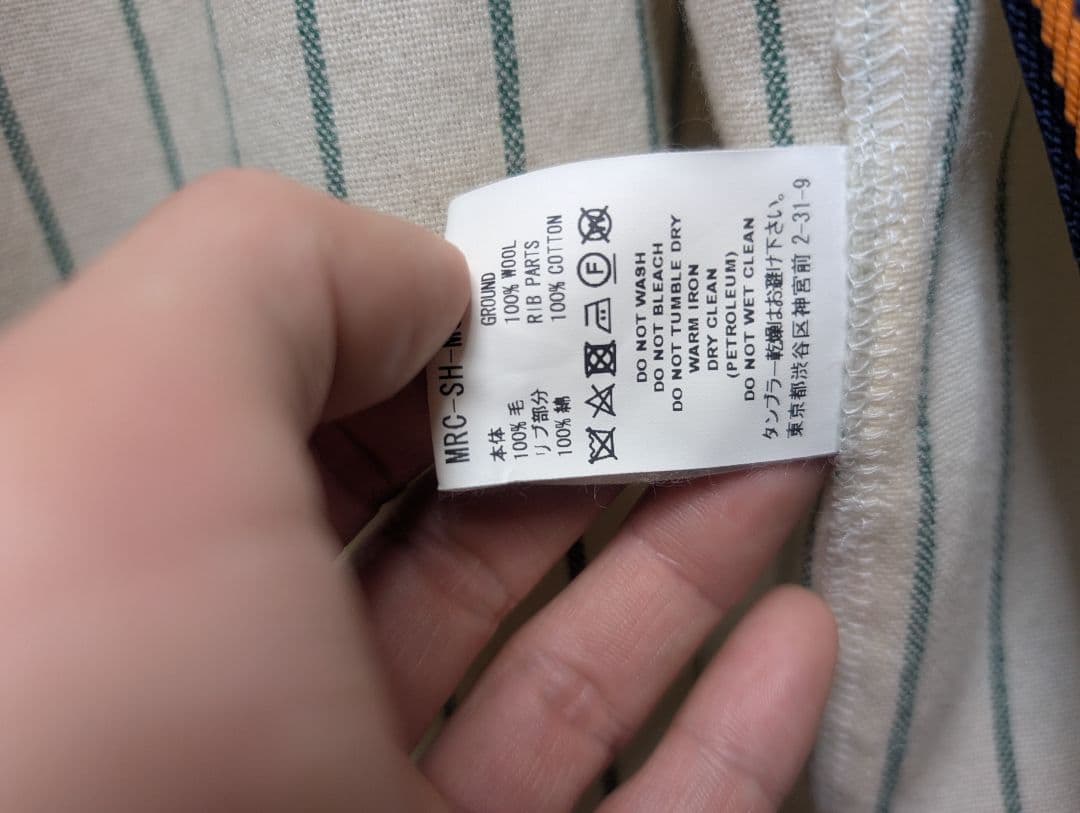 MRC-SH-M
本体
100% 毛
リブ部分
100% 綿
GROUND
100% WOOL
RIB PARTS
100% COTTON
F
W
DO NOT WASH
DO NOT BLEACH
DO NOT TUMBLE DRY
WARM IRON
DRY CLEAN
(PETROLEUM)
DO NOT WET CLEAN
タンブラー乾燥はお避け下さい。
東京都渋谷区神宮前 2-31-9